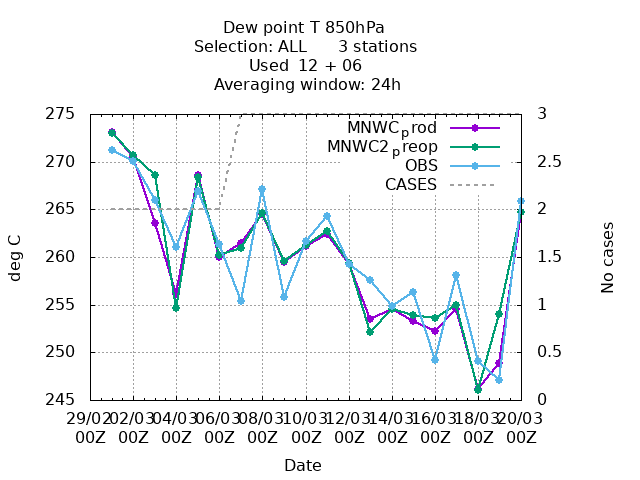 Dew point T 850hPa
Selection: ALL 3 stations
Used 12 + 06
Averaging window: 24h
275 3
MNWCprod
MNWC2preop
270 2.5
OBS
CASES
265 2
260 1.5
255 1
250 0.5
245 0
deg C
No cases
29/02 02/03 04/03 06/03 08/03 10/03 12/03 14/03 16/03 18/03 20/03
00Z 00Z 00Z 00Z 00Z 00Z 00Z 00Z 00Z 00Z 00Z
Date